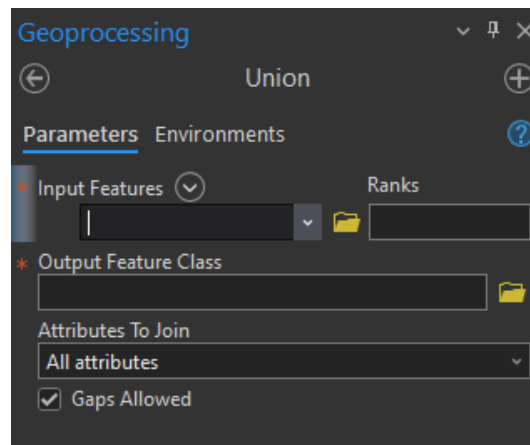 Geoprocessing
Union
Parameters Environments
* Input Features Ranks
* Output Feature Class
Attributes To Join
All attributes
Gaps Allowed